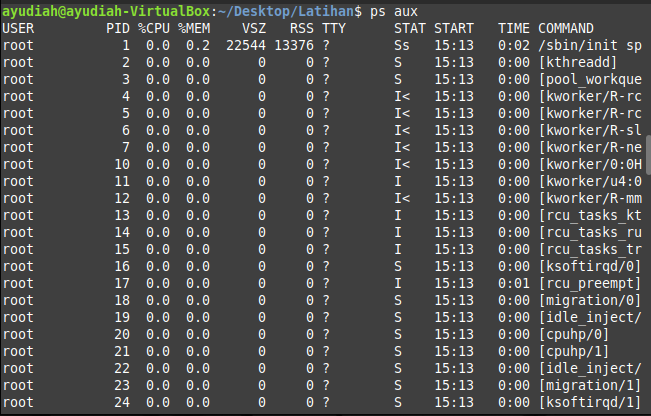 ayudiah@ayudiah-VirtualBox:~/Desktop/Latihan$ ps aux
USER PID %CPU %MEM VSZ RSS TTY STAT START TIME COMMAND
root 1 0.0 0.2 22544 13376 ? Ss 15:13 0:02 /sbin/init sp
root 2 0.0 0.0 0 0 ? S 15:13 0:00 [kthreadd]
root 3 0.0 0.0 0 0 ? S 15:13 0:00 [pool_workque
root 4 0.0 0.0 0 0 ? I< 15:13 0:00 [kworker/R-rc
root 5 0.0 0.0 0 0 ? I< 15:13 0:00 [kworker/R-rc
root 6 0.0 0.0 0 0 ? I< 15:13 0:00 [kworker/R-sl
root 7 0.0 0.0 0 0 ? I< 15:13 0:00 [kworker/R-ne
root 10 0.0 0.0 0 0 ? I< 15:13 0:00 [kworker/0:0H
root 11 0.0 0.0 0 0 ? I 15:13 0:00 [kworker/u4:0
root 12 0.0 0.0 0 0 ? I< 15:13 0:00 [kworker/R-mm
root 13 0.0 0.0 0 0 ? I 15:13 0:00 [rcu_tasks_kt
root 14 0.0 0.0 0 0 ? I 15:13 0:00 [rcu_tasks_ru
root 15 0.0 0.0 0 0 ? I 15:13 0:00 [rcu_tasks_tr
root 16 0.0 0.0 0 0 ? S 15:13 0:00 [ksoftirqd/0]
root 17 0.0 0.0 0 0 ? I 15:13 0:01 [rcu_preempt]
root 18 0.0 0.0 0 0 ? S 15:13 0:00 [migration/0]
root 19 0.0 0.0 0 0 ? S 15:13 0:00 [idle_inject/
root 20 0.0 0.0 0 0 ? S 15:13 0:00 [cpuhp/0]
root 21 0.0 0.0 0 0 ? S 15:13 0:00 [cpuhp/1]
root 22 0.0 0.0 0 0 ? S 15:13 0:00 [idle_inject/
root 23 0.0 0.0 0 0 ? S 15:13 0:00 [migration/1]
root 24 0.0 0.0 0 0 ? S 15:13 0:00 [ksoftirqd/1]